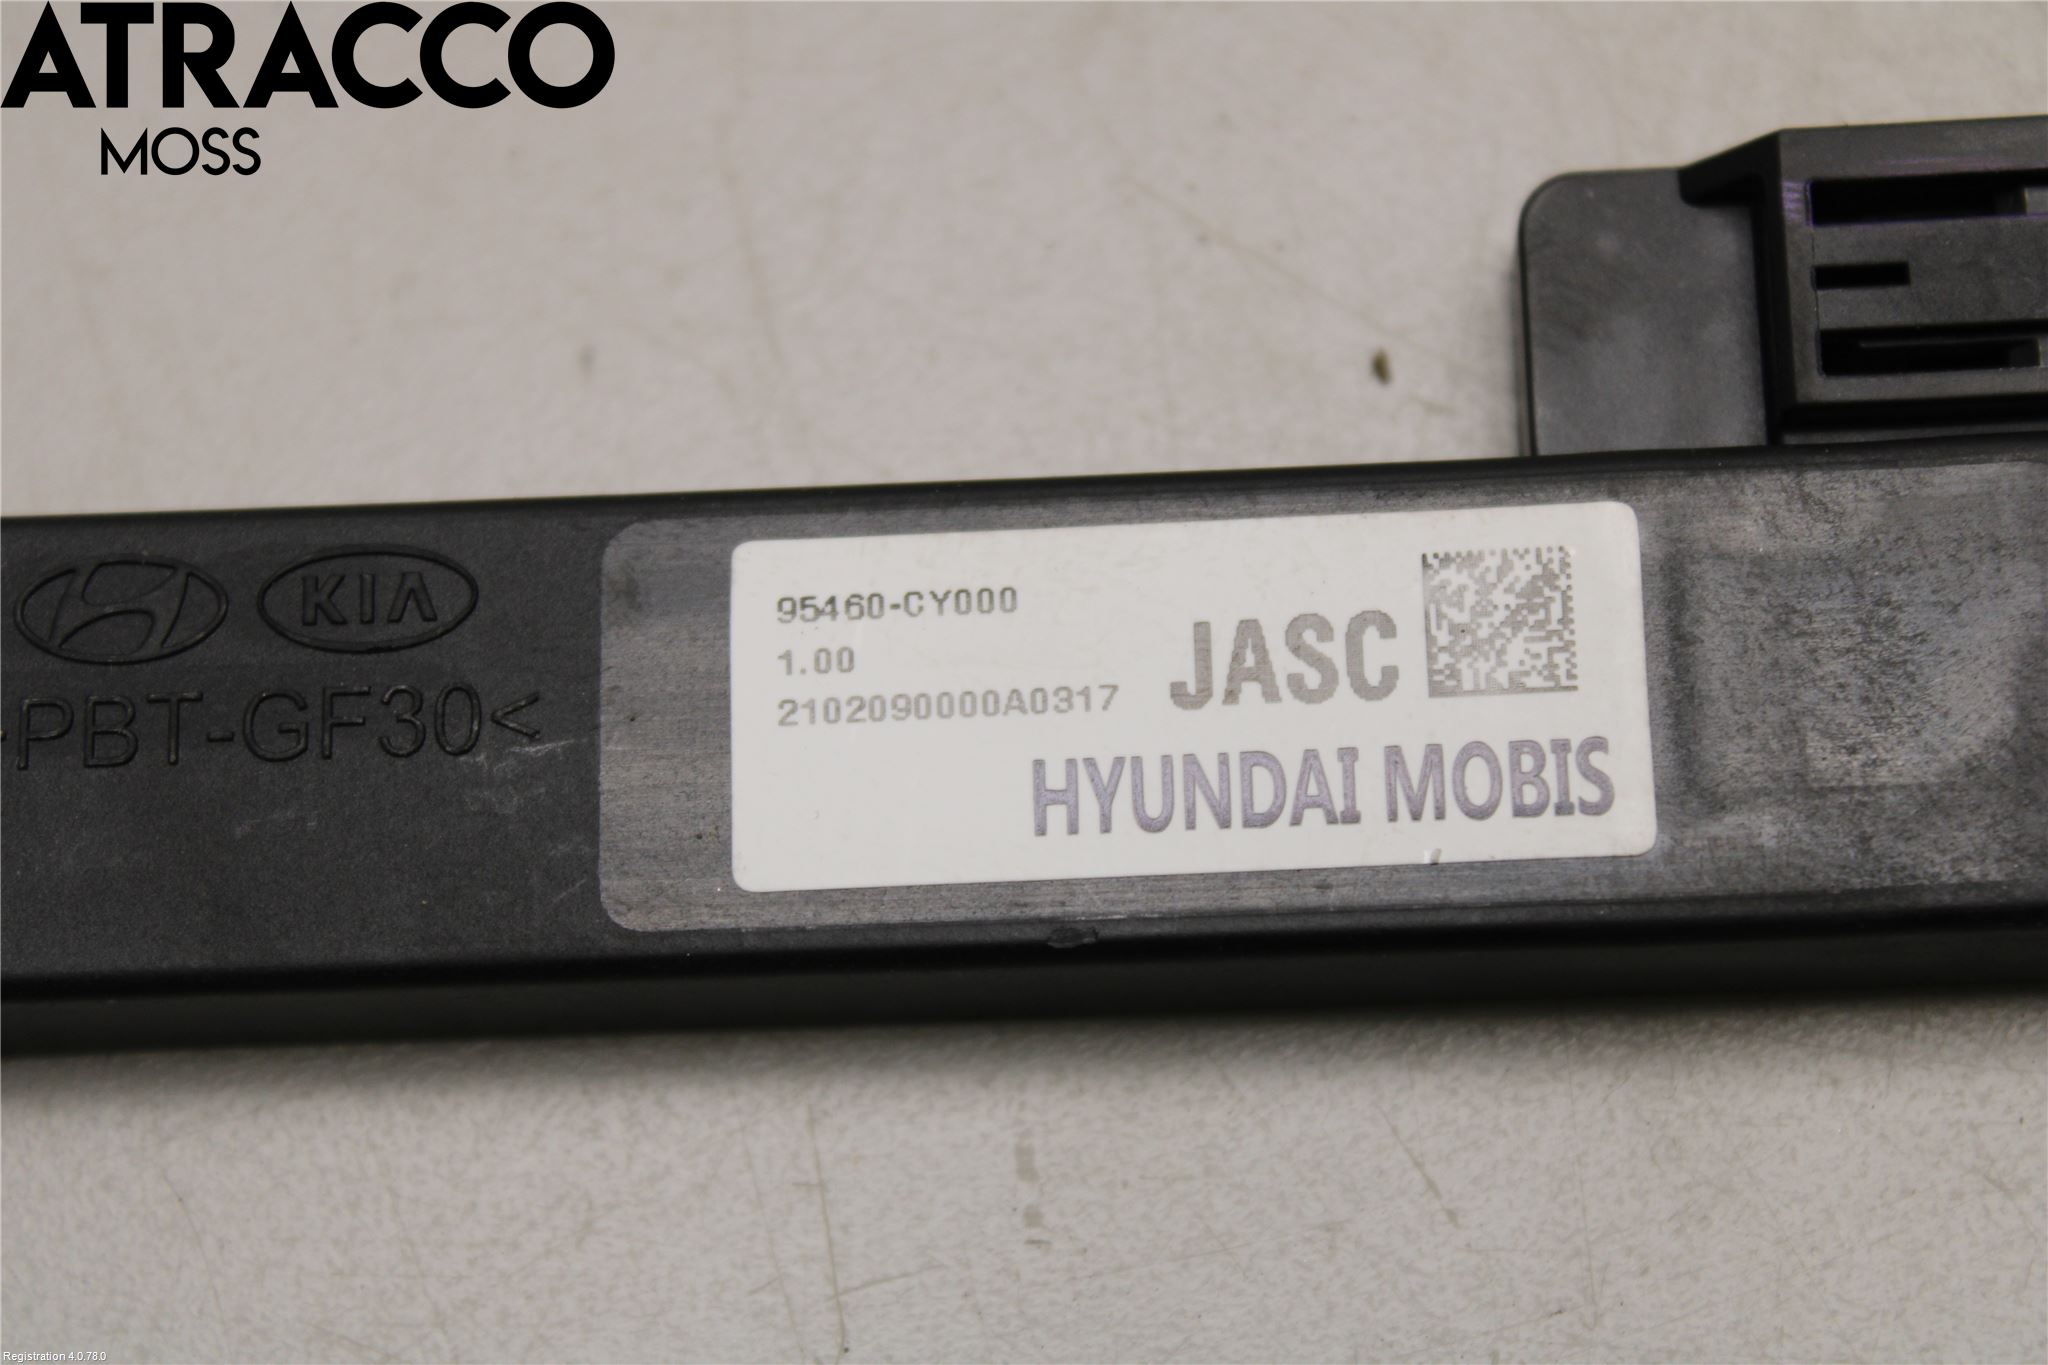 ATRACCO
MOSS
KIA
>PBT-GF30<
95460-CY000
1.00
2102090000A0317
JASC
HYUNDAI MOBIS
Registration 4.0.78.0